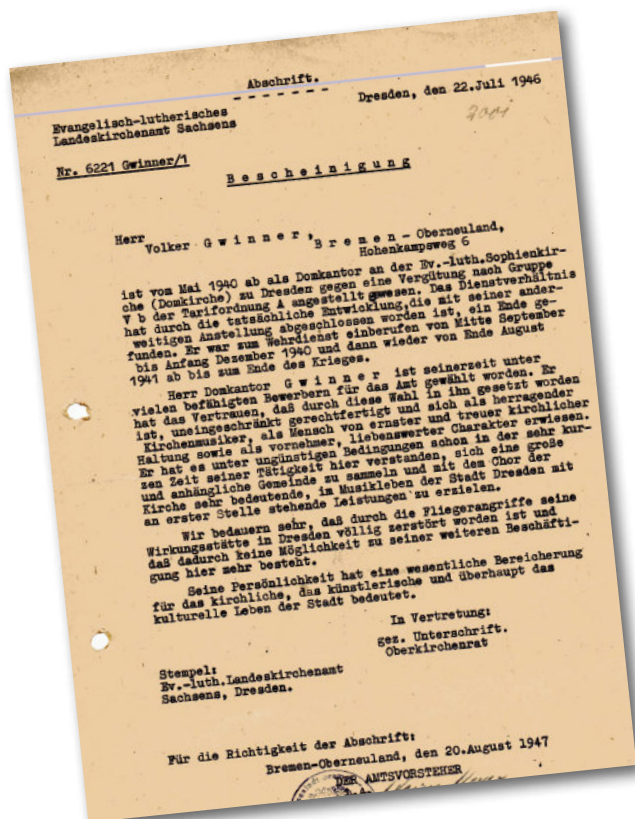 Abschrift.
Dresden, den 22.Juli 1946
Evangelisch-lutherisches
Landeskirchenamt Sachsens
Nr. 6221 Gwinner/1
B e s c h e i n i g u n g
Herr
Volker G w i n n e r , B r e m e n - Oberneuland,
Hohenkampsweg 6
ist vom Mai 1940 ab als Domkantor an der Ev.-luth.Sophienkir-
che (Domkirche) zu Dresden gegen eine Vergütung nach Gruppe
V b der Tarifordnung A angestellt gewesen. Das Dienstverhältnis
hat durch die tatsächliche Entwicklung,die mit seiner ander-
weitigen Anstellung abgeschlossen worden ist, ein Ende ge-
funden. Er war zum Wehrdienst einberufen von Mitte September
bis Anfang Dezember 1940 und dann wieder von Ende August
1941 ab bis zum Ende des Krieges.
Herr Domkantor G w i n n e r ist seinerzeit unter
vielen befähigten Bewerbern für das Amt gewählt worden. Er
hat das Vertrauen, daß durch diese Wahl in ihn gesetzt worden
ist, uneingeschränkt gerechtfertigt und sich als herragender
Kirchenmusiker, als Mensch von ernster und treuer kirchlicher
Haltung sowie als vornehmer, liebenswerter Charakter erwiesen.
Er hat es unter ungünstigen Bedingungen schon in der sehr kur-
zen Zeit seiner Tätigkeit hier verstanden, sich eine große
und anhängliche Gemeinde zu sammeln und mit dem Chor der
Kirche sehr bedeutende, im Musikleben der Stadt Dresden mit
an erster Stelle stehende Leistungen zu erzielen.
Wir bedauern sehr, daß durch die Fliegerangriffe seine
Wirkungsstätte in Dresden völlig zerstört worden ist und
daß dadurch keine Möglichkeit zu seiner weiteren Beschäfti-
gung hier mehr besteht.
Seine Persönlichkeit hat eine wesentliche Bereicherung
für das kirchliche, das künstlerische und überhaupt das
kulturelle Leben der Stadt bedeutet.
In Vertretung:
gez. Unterschrift.
Oberkirchenrat
Stempel:
Ev.-luth.Landeskirchenamt
Sachsens, Dresden.
Für die Richtigkeit der Abschrift:
Bremen-Oberneuland, den 20.August 1947
DER AMTSVORSTEHER